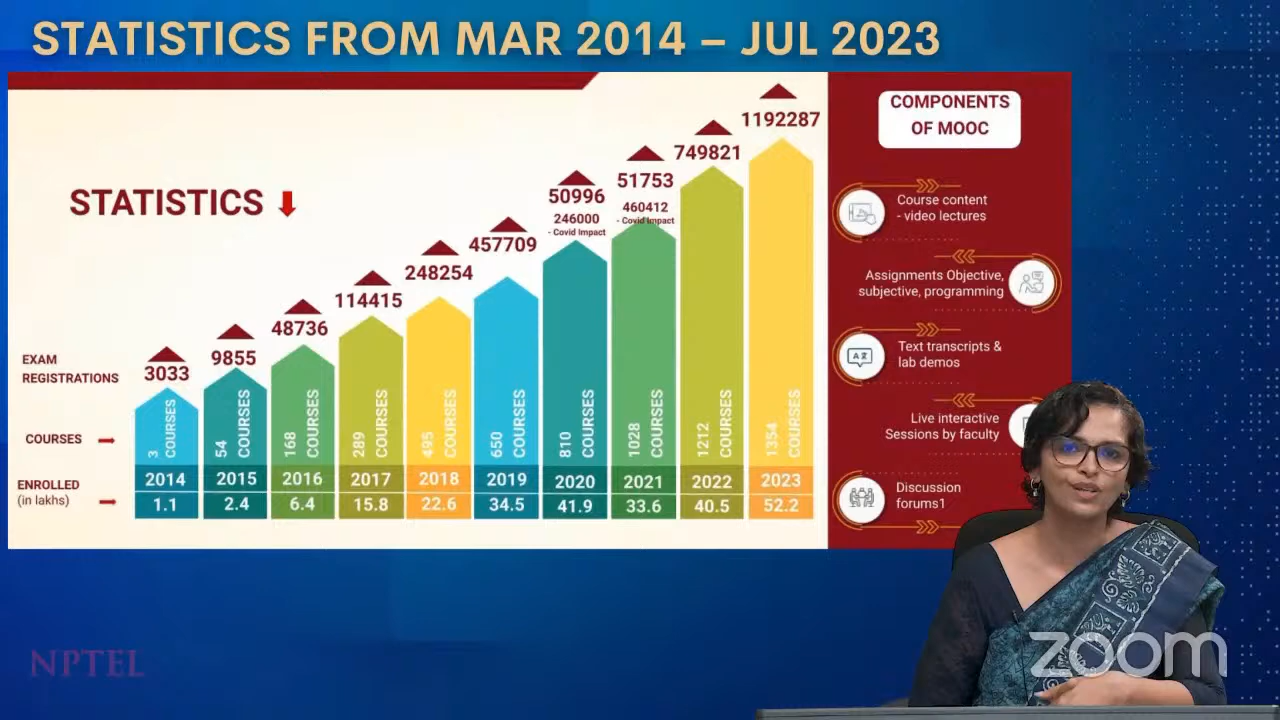 STATISTICS FROM MAR 2014 – JUL 2023
STATISTICS
EXAM
REGISTRATIONS
3033
9855
48736
114415
248254
457709
50996
246000
- Covid Impact
51753
460412
- Covid Impact
749821
1192287
COURSES
3 COURSES
54 COURSES
168 COURSES
289 COURSES
495 COURSES
650 COURSES
810 COURSES
1028 COURSES
1212 COURSES
1354 COURSES
2014 2015 2016 2017 2018 2019 2020 2021 2022 2023
ENROLLED
(in lakhs)
1.1 2.4 6.4 15.8 22.6 34.5 41.9 33.6 40.5 52.2
COMPONENTS
OF MOOC
Course content
- video lectures
Assignments Objective,
subjective, programming
A Z
Text transcripts &
lab demos
Live interactive
Sessions by faculty
Discussion
forums1
NPTEL
zoom